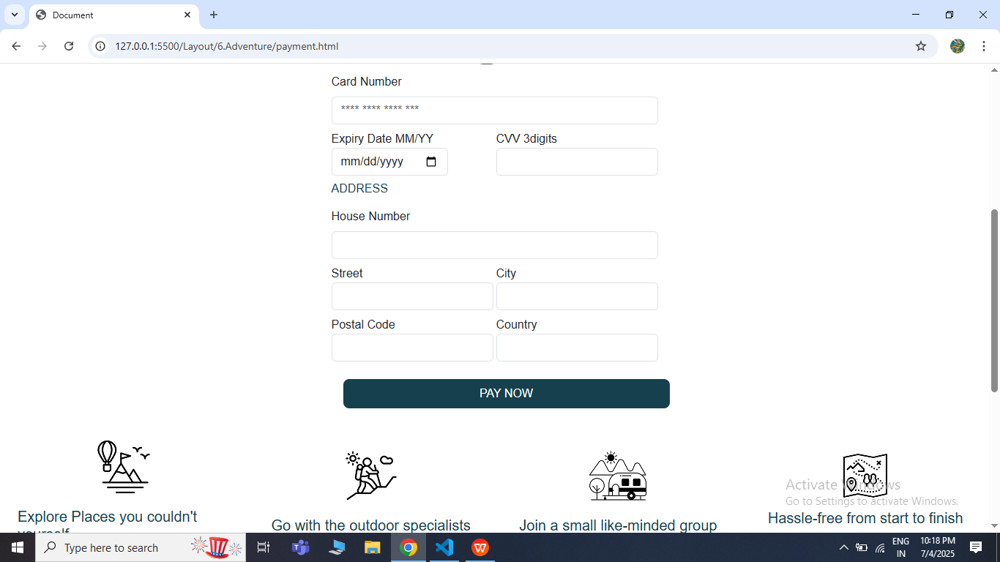 Document
127.0.0.1:5500/Layout/6.Adventure/payment.html
Card Number
**** **** **** ***
Expiry Date MM/YY CVV 3digits
mm/dd/yyyy
ADDRESS
House Number
Street City
Postal Code Country
PAY NOW
Explore Places you couldn't
yourself
Go with the outdoor specialists
Join a small like-minded group
Hassle-free from start to finish
Activate Windows
Go to Settings to activate Windows.
Type here to search
ENG
IN
10:18 PM
7/4/2025